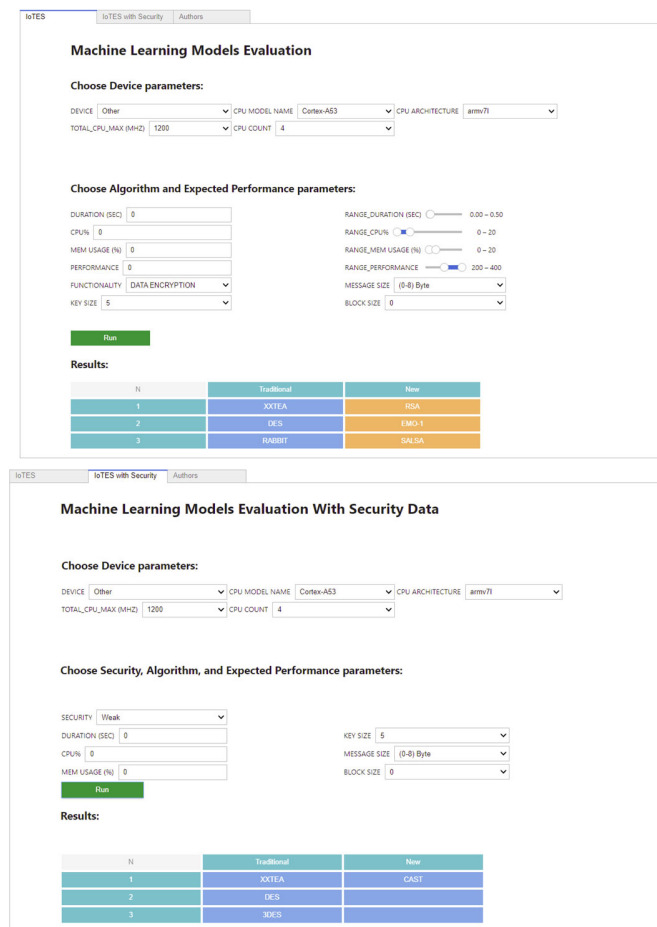 IoTES IoTES with Security Authors
Machine Learning Models Evaluation
Choose Device parameters:
DEVICE Other CPU MODEL NAME Cortex-A53 CPU ARCHITECTURE armv7l
TOTAL_CPU_MAX (MHZ) 1200 CPU COUNT 4
Choose Algorithm and Expected Performance parameters:
DURATION (SEC) 0 RANGE_DURATION (SEC) 0.00 – 0.50
CPU% 0 RANGE_CPU% 0 – 20
MEM USAGE (%) 0 RANGE_MEM USAGE (%) 0 – 20
PERFORMANCE 0 RANGE_PERFORMANCE 200 – 400
FUNCTIONALITY DATA ENCRYPTION MESSAGE SIZE (0-8) Byte
KEY SIZE 5 BLOCK SIZE 0
Run
Results:
N Traditional New
1 XXTEA RSA
2 DES EMO-1
3 RABBIT SALSA
IoTES IoTES with Security Authors
Machine Learning Models Evaluation With Security Data
Choose Device parameters:
DEVICE Other CPU MODEL NAME Cortex-A53 CPU ARCHITECTURE armv7l
TOTAL_CPU_MAX (MHZ) 1200 CPU COUNT 4
Choose Security, Algorithm, and Expected Performance parameters:
SECURITY Weak
DURATION (SEC) 0 KEY SIZE 5
CPU% 0 MESSAGE SIZE (0-8) Byte
MEM USAGE (%) 0 BLOCK SIZE 0
Run
Results:
N Traditional New
1 XXTEA CAST
2 DES
3 3DES